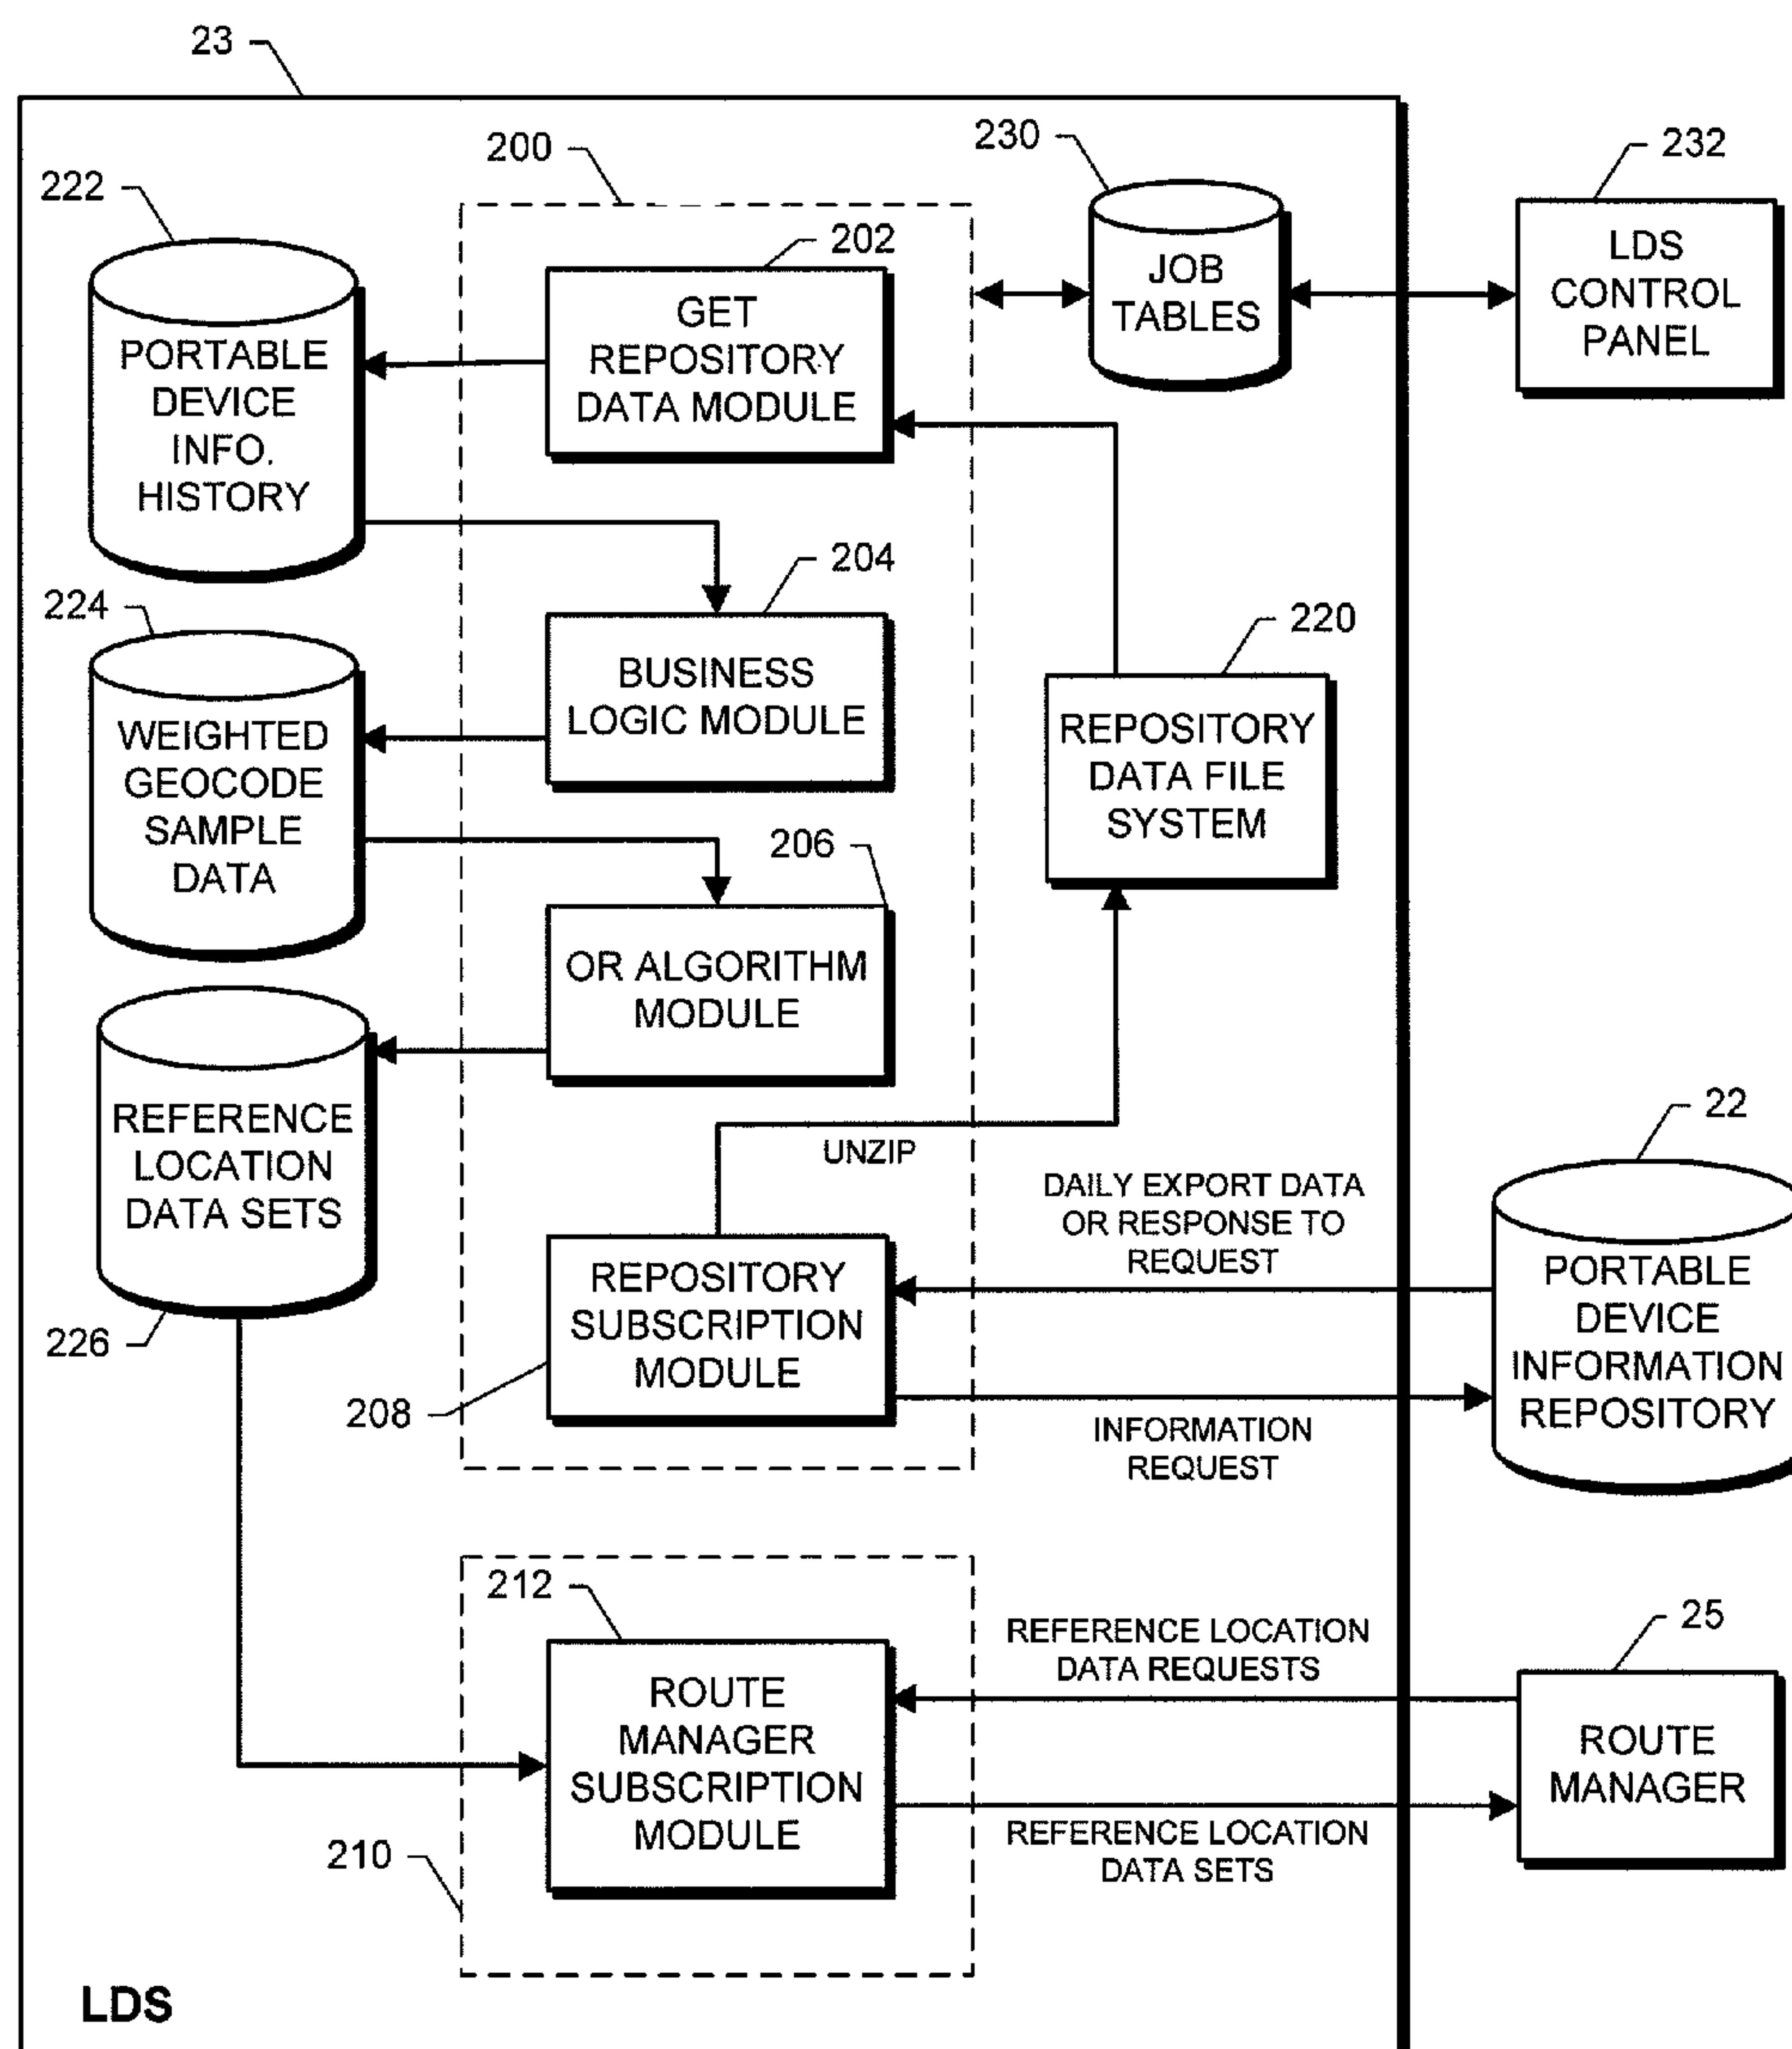 23
200
230
232
222
202
LDS
CONTROL
PANEL
JOB
TABLES
GET
REPOSITORY
DATA MODULE
PORTABLE
DEVICE
INFO.
HISTORY
204
224
220
BUSINESS
LOGIC MODULE
REPOSITORY
DATA FILE
SYSTEM
WEIGHTED
GEOCODE
SAMPLE
DATA
206
OR ALGORITHM
MODULE
REFERENCE
LOCATION
DATA SETS
22
UNZIP
DAILY EXPORT DATA
OR RESPONSE TO
REQUEST
REPOSITORY
SUBSCRIPTION
MODULE
PORTABLE
DEVICE
INFORMATION
REPOSITORY
226
208
INFORMATION
REQUEST
212
25
REFERENCE LOCATION
DATA REQUESTS
ROUTE
MANAGER
SUBSCRIPTION
MODULE
ROUTE
MANAGER
REFERENCE LOCATION
DATA SETS
210
LDS